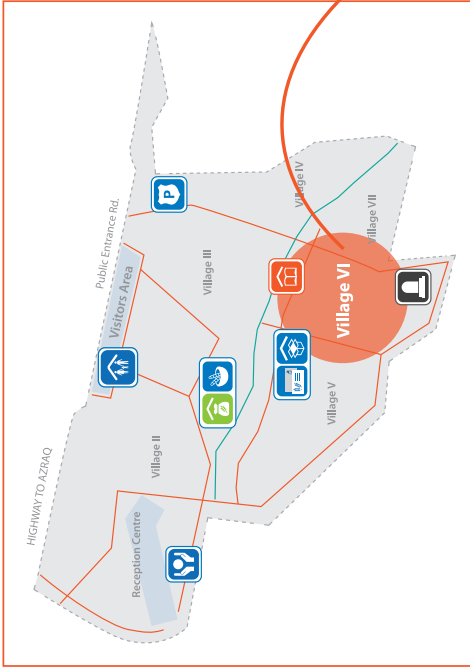 HIGHWAY TO AZRAQ
Public Entrance Rd.
Visitors Area
Reception Centre
Village II
Village III
Village IV
Village V
Village VI
Village VII
P